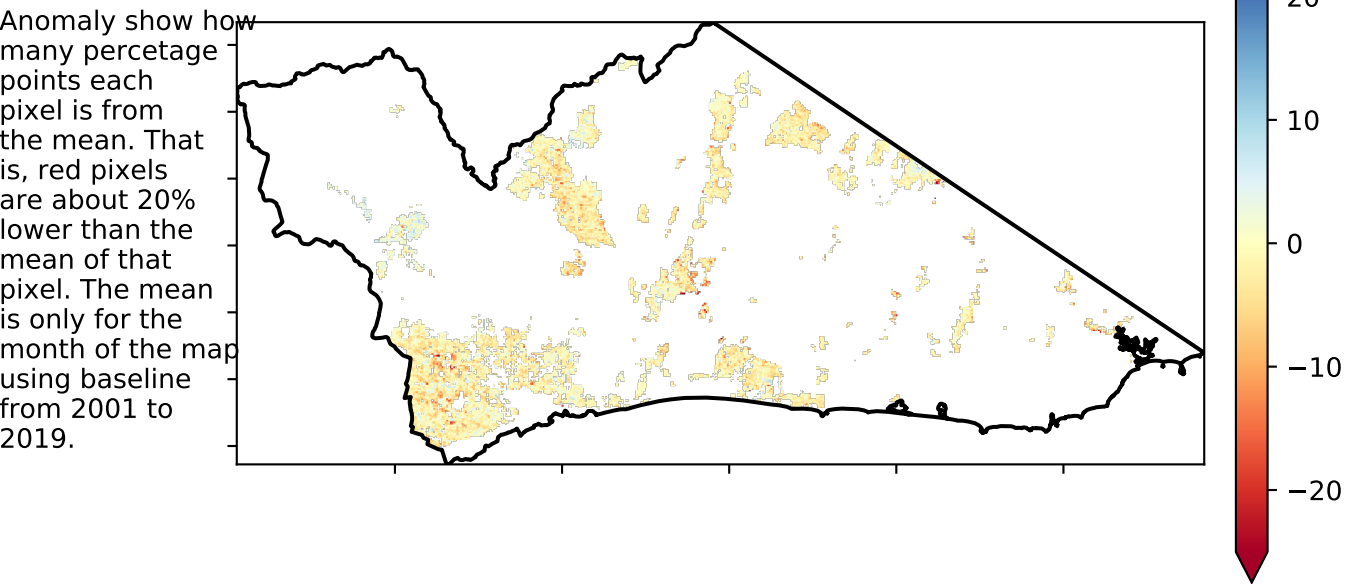 Anomaly show how
many percetage
points each
pixel is from
the mean. That
is, red pixels
are about 20%
lower than the
mean of that
pixel. The mean
is only for the
month of the map
using baseline
from 2001 to
2019.
20
10
0
−10
−20